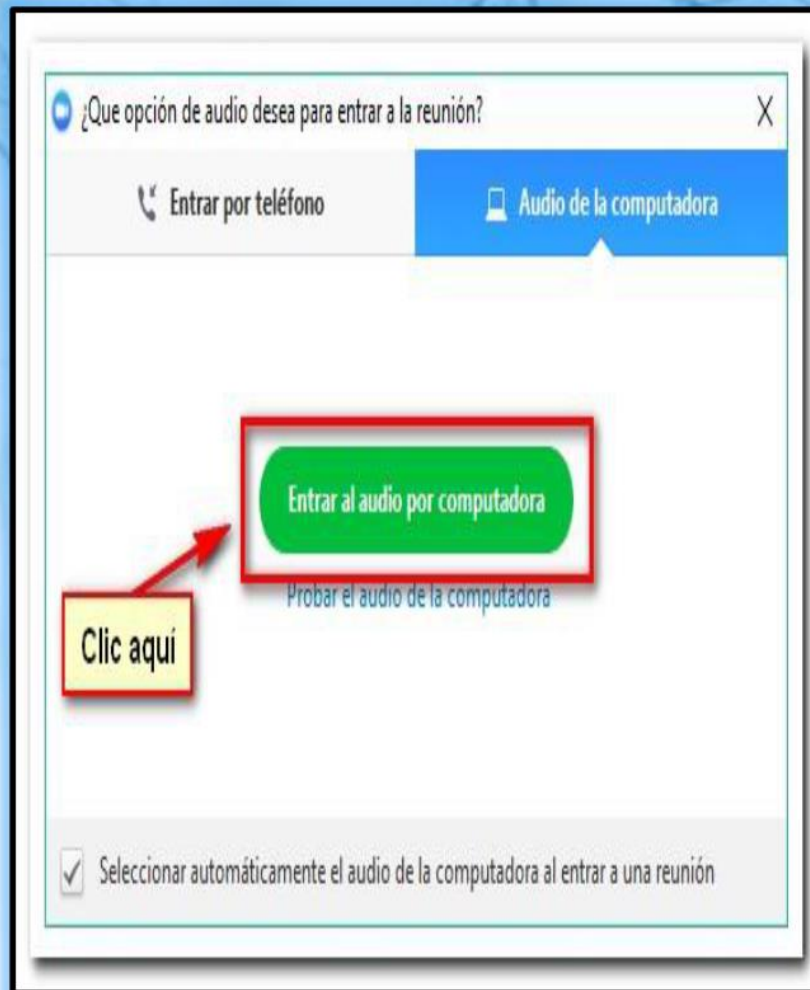 ¿Que opción de audio desea para entrar a la reunión? X
Entrar por teléfono
Audio de la computadora
Entrar al audio por computadora
Probar el audio de la computadora
Clic aquí
Seleccionar automáticamente el audio de la computadora al entrar a una reunión